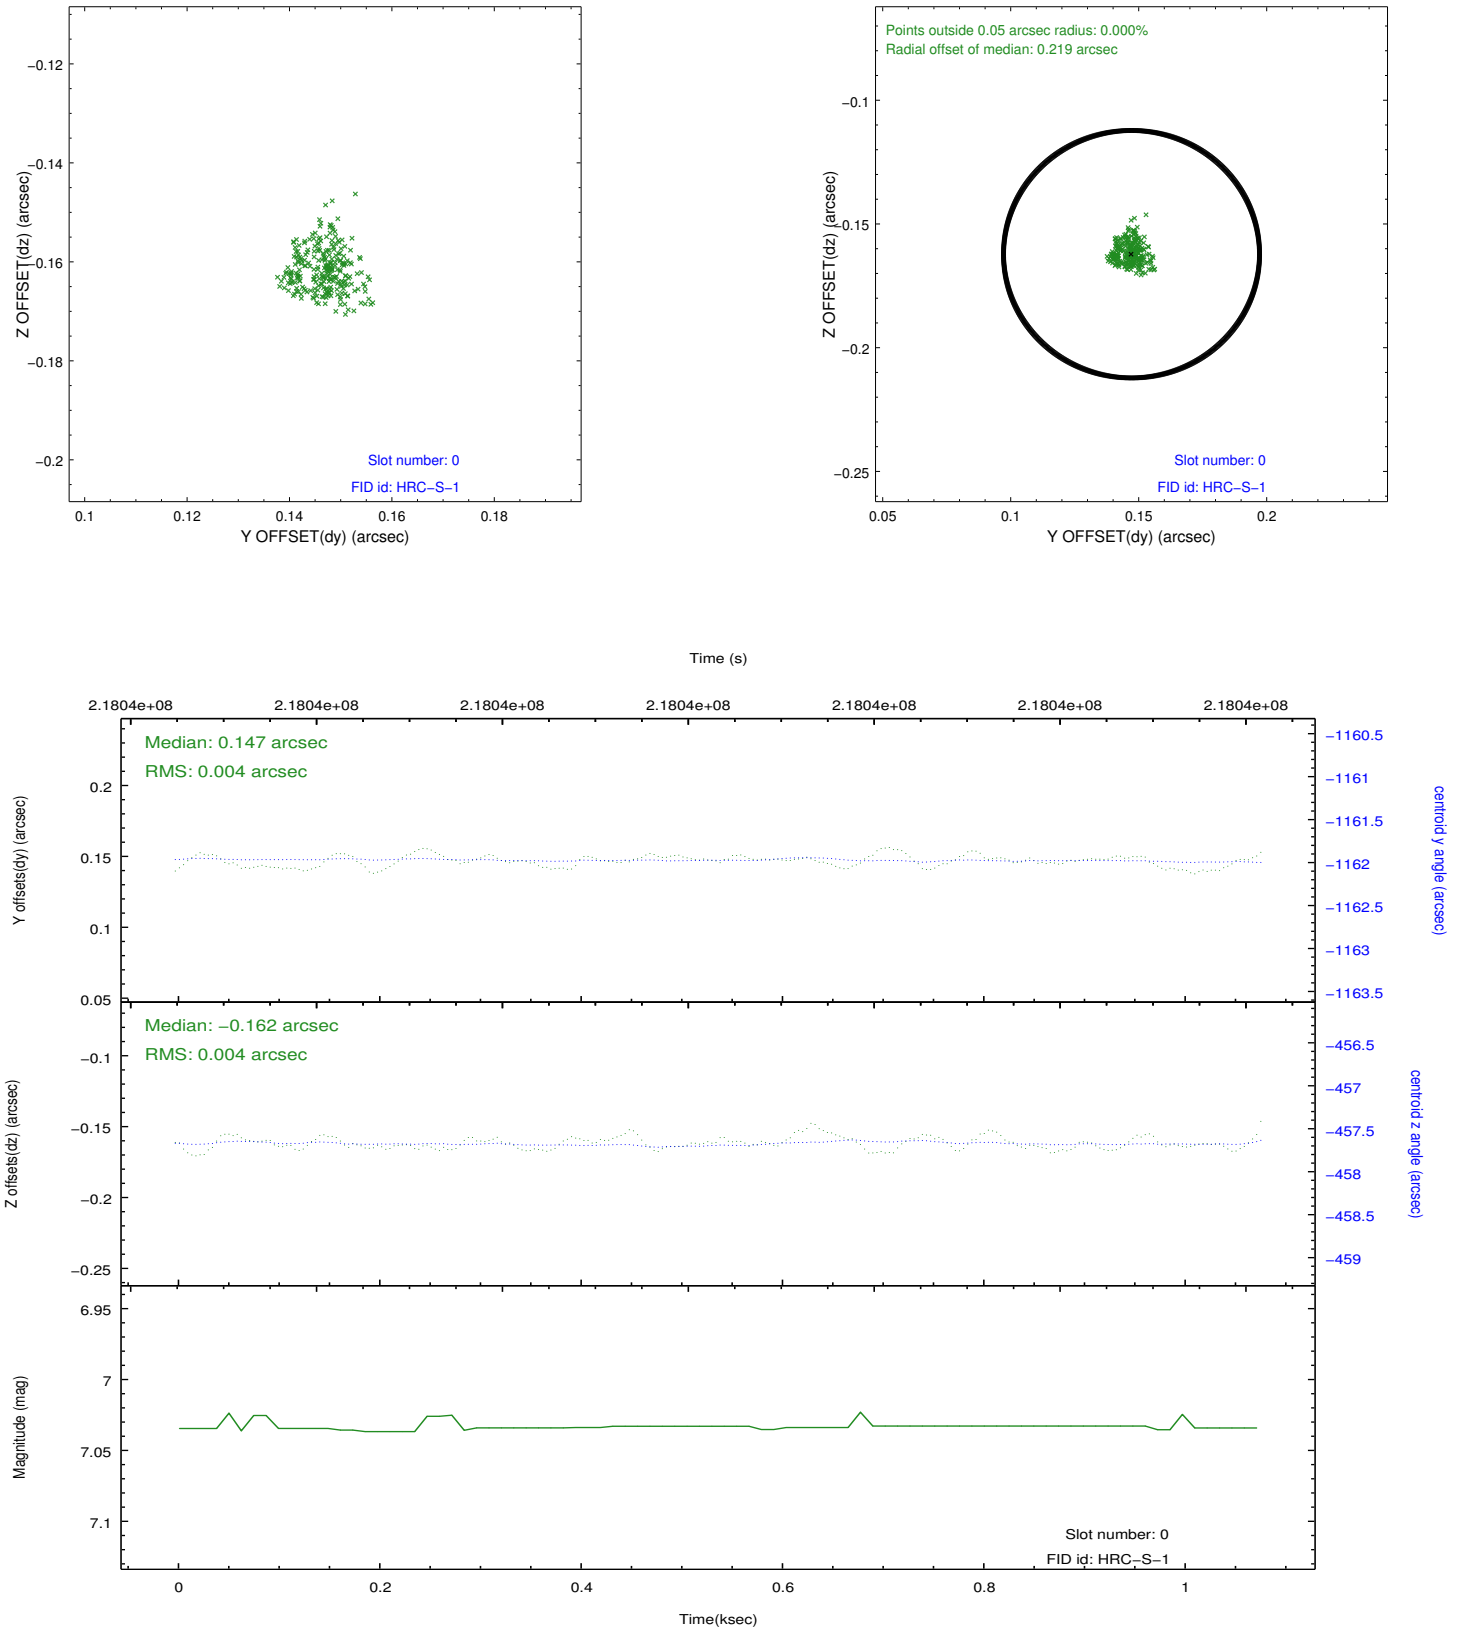 −0.12
−0.14
−0.16
−0.18
−0.2
Z OFFSET(dz) (arcsec)
Slot number: 0
FID id: HRC−S−1
0.1 0.12 0.14 0.16 0.18
Y OFFSET(dy) (arcsec)
Points outside 0.05 arcsec radius: 0.000%
Radial offset of median: 0.219 arcsec
−0.1
−0.15
−0.2
−0.25
Z OFFSET(dz) (arcsec)
Slot number: 0
FID id: HRC−S−1
0.05 0.1 0.15 0.2
Y OFFSET(dy) (arcsec)
Time (s)
2.1804e+08 2.1804e+08 2.1804e+08 2.1804e+08 2.1804e+08 2.1804e+08 2.1804e+08
Median: 0.147 arcsec
RMS: 0.004 arcsec
0.2
0.15
0.1
0.05
Y offsets(dy) (arcsec)
−1160.5
−1161
−1161.5
−1162
−1162.5
−1163
−1163.5
centroid y angle (arcsec)
Median: −0.162 arcsec
RMS: 0.004 arcsec
−0.1
−0.15
−0.2
−0.25
Z offsets(dz) (arcsec)
−456.5
−457
−457.5
−458
−458.5
−459
centroid z angle (arcsec)
6.95
7
7.05
7.1
Magnitude (mag)
Slot number: 0
FID id: HRC−S−1
0 0.2 0.4 0.6 0.8 1
Time(ksec)